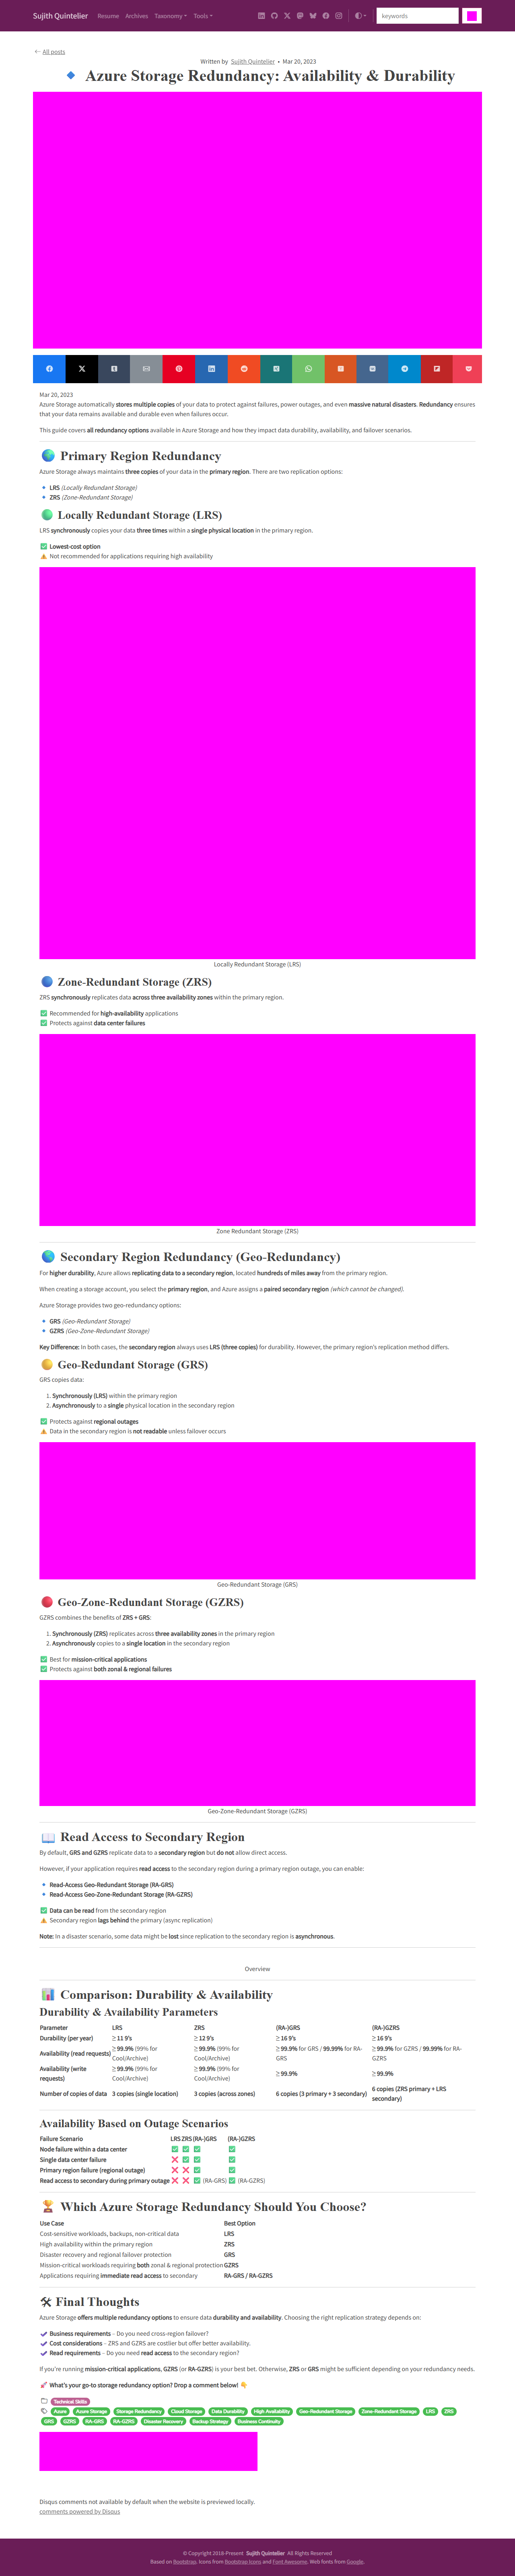 Sujith Quintelier Resume Archives Taxonomy Tools keywords
← All posts
Written by Sujith Quintelier • Mar 20, 2023
🔹 Azure Storage Redundancy: Availability & Durability
Mar 20, 2023
Azure Storage automatically stores multiple copies of your data to protect against failures, power outages, and even massive natural disasters. Redundancy ensures
that your data remains available and durable even when failures occur.
This guide covers all redundancy options available in Azure Storage and how they impact data durability, availability, and failover scenarios.
🌍 Primary Region Redundancy
Azure Storage always maintains three copies of your data in the primary region. There are two replication options:
🔹 LRS (Locally Redundant Storage)
🔹 ZRS (Zone-Redundant Storage)
🟢 Locally Redundant Storage (LRS)
LRS synchronously copies your data three times within a single physical location in the primary region.
✅ Lowest-cost option
⚠️ Not recommended for applications requiring high availability
Locally Redundant Storage (LRS)
🔵 Zone-Redundant Storage (ZRS)
ZRS synchronously replicates data across three availability zones within the primary region.
✅ Recommended for high-availability applications
✅ Protects against data center failures
Zone Redundant Storage (ZRS)
🌍 Secondary Region Redundancy (Geo-Redundancy)
For higher durability, Azure allows replicating data to a secondary region, located hundreds of miles away from the primary region.
When creating a storage account, you select the primary region, and Azure assigns a paired secondary region (which cannot be changed).
Azure Storage provides two geo-redundancy options:
🔹 GRS (Geo-Redundant Storage)
🔹 GZRS (Geo-Zone-Redundant Storage)
Key Difference: In both cases, the secondary region always uses LRS (three copies) for durability. However, the primary region's replication method differs.
🟡 Geo-Redundant Storage (GRS)
GRS copies data:
1. Synchronously (LRS) within the primary region
2. Asynchronously to a single physical location in the secondary region
✅ Protects against regional outages
⚠️ Data in the secondary region is not readable unless failover occurs
Geo-Redundant Storage (GRS)
🔴 Geo-Zone-Redundant Storage (GZRS)
GZRS combines the benefits of ZRS + GRS:
1. Synchronously (ZRS) replicates across three availability zones in the primary region
2. Asynchronously copies to a single location in the secondary region
✅ Best for mission-critical applications
✅ Protects against both zonal & regional failures
Geo-Zone-Redundant Storage (GZRS)
📖 Read Access to Secondary Region
By default, GRS and GZRS replicate data to a secondary region but do not allow direct access.
However, if your application requires read access to the secondary region during a primary region outage, you can enable:
🔹 Read-Access Geo-Redundant Storage (RA-GRS)
🔹 Read-Access Geo-Zone-Redundant Storage (RA-GZRS)
✅ Data can be read from the secondary region
⚠️ Secondary region lags behind the primary (async replication)
Note: In a disaster scenario, some data might be lost since replication to the secondary region is asynchronous.
Overview
📊 Comparison: Durability & Availability
Durability & Availability Parameters
Parameter LRS ZRS (RA-)GRS (RA-)GZRS
Durability (per year) ≥ 11 9's ≥ 12 9's ≥ 16 9's ≥ 16 9's
Availability (read requests) ≥ 99.9% (99% for Cool/Archive) ≥ 99.9% (99% for Cool/Archive) ≥ 99.9% for GRS / 99.99% for RA-GRS ≥ 99.9% for GZRS / 99.99% for RA-GZRS
Availability (write requests) ≥ 99.9% (99% for Cool/Archive) ≥ 99.9% (99% for Cool/Archive) ≥ 99.9% ≥ 99.9%
Number of copies of data 3 copies (single location) 3 copies (across zones) 6 copies (3 primary + 3 secondary) 6 copies (ZRS primary + LRS secondary)
Availability Based on Outage Scenarios
Failure Scenario LRS ZRS (RA-)GRS (RA-)GZRS
Node failure within a data center ✅ ✅ ✅ ✅
Single data center failure ❌ ✅ ✅ ✅
Primary region failure (regional outage) ❌ ❌ ✅ ✅
Read access to secondary during primary outage ❌ ❌ ✅ (RA-GRS) ✅ (RA-GZRS)
🏆 Which Azure Storage Redundancy Should You Choose?
Use Case Best Option
Cost-sensitive workloads, backups, non-critical data LRS
High availability within the primary region ZRS
Disaster recovery and regional failover protection GRS
Mission-critical workloads requiring both zonal & regional protection GZRS
Applications requiring immediate read access to secondary RA-GRS / RA-GZRS
🛠 Final Thoughts
Azure Storage offers multiple redundancy options to ensure data durability and availability. Choosing the right replication strategy depends on:
✔ Business requirements – Do you need cross-region failover?
✔ Cost considerations – ZRS and GZRS are costlier but offer better availability.
✔ Read requirements – Do you need read access to the secondary region?
If you're running mission-critical applications, GZRS (or RA-GZRS) is your best bet. Otherwise, ZRS or GRS might be sufficient depending on your redundancy needs.
🚀 What's your go-to storage redundancy option? Drop a comment below! 👇
Technical Skills
Azure Azure Storage Storage Redundancy Cloud Storage Data Durability High Availability Geo-Redundant Storage Zone-Redundant Storage LRS ZRS
GRS GZRS RA-GRS RA-GZRS Disaster Recovery Backup Strategy Business Continuity
Disqus comments not available by default when the website is previewed locally.
comments powered by Disqus
© Copyright 2018-Present Sujith Quintelier. All Rights Reserved
Based on Bootstrap. Icons from Bootstrap Icons and Font Awesome. Web fonts from Google.